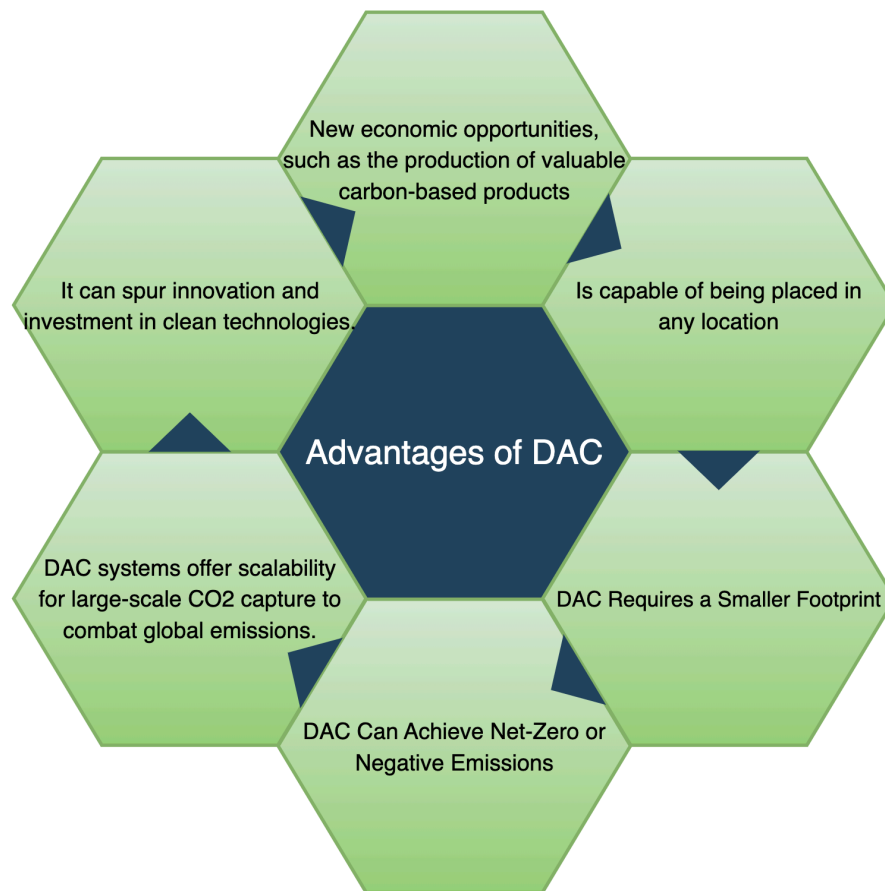 New economic opportunities,
such as the production of valuable
carbon-based products
It can spur innovation and
investment in clean technologies.
Is capable of being placed in
any location
Advantages of DAC
DAC systems offer scalability
for large-scale CO2 capture to
combat global emissions.
DAC Requires a Smaller Footprint
DAC Can Achieve Net-Zero or
Negative Emissions